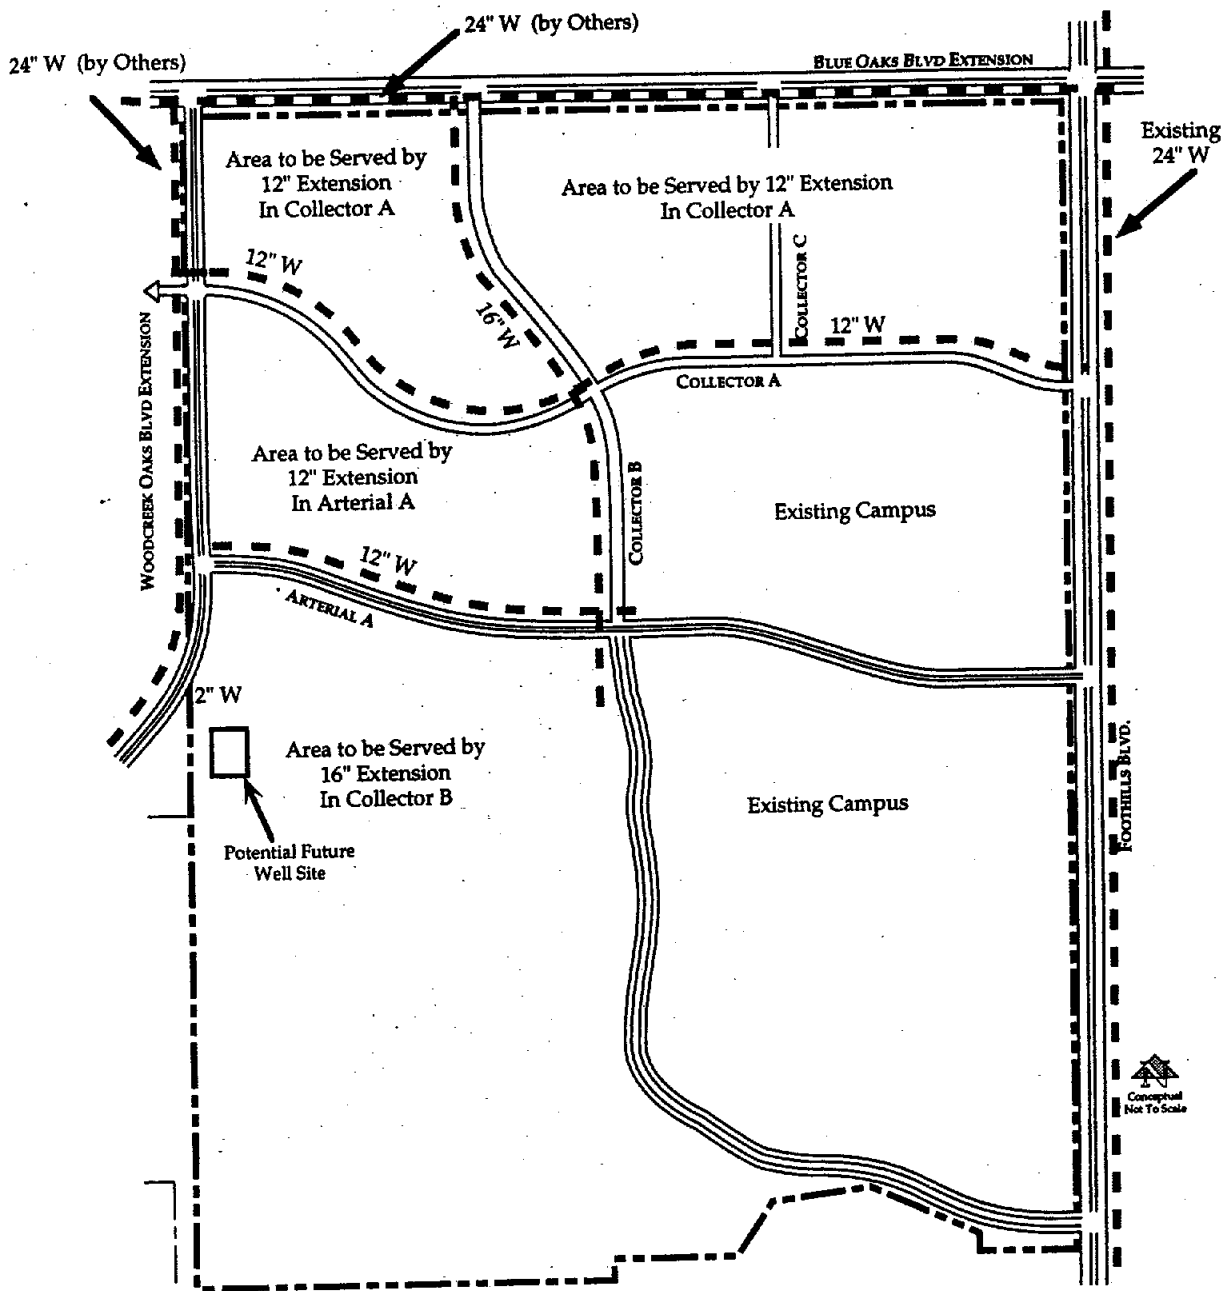 24" W (by Others)
24" W (by Others)
BLUE OAKS BLVD EXTENSION
Existing
24" W
Area to be Served by
12" Extension
In Collector A
Area to be Served by 12" Extension
In Collector A
12" W
16" W
COLLECTOR C
12" W
COLLECTOR A
WOODCREEK OAKS BLVD EXTENSION
Area to be Served by
12" Extension
In Arterial A
COLLECTOR B
Existing Campus
12" W
ARTERIAL A
2" W
Area to be Served by
16" Extension
In Collector B
Existing Campus
FOOTHILLS BLVD.
Potential Future
Well Site
Conceptual
Not To Scale